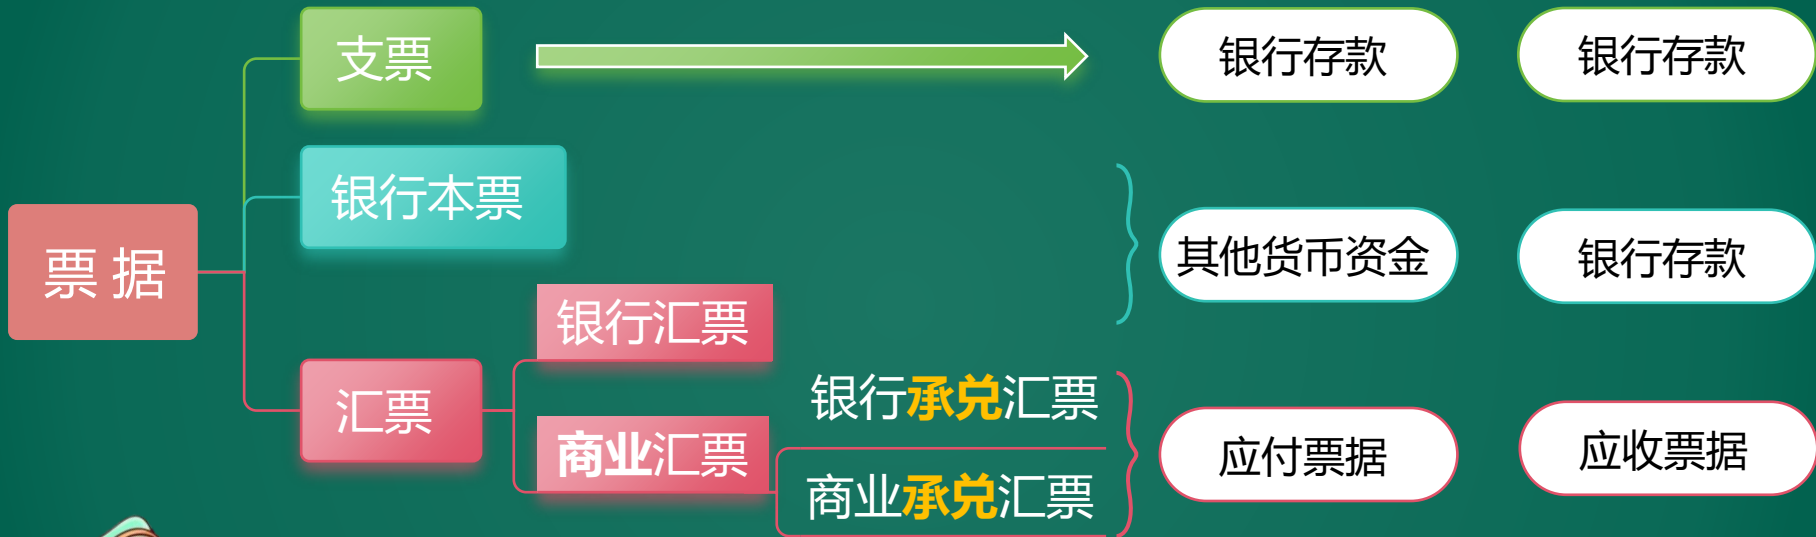 支票
银行存款
银行存款
银行本票
其他货币资金
银行存款
票据
银行汇票
汇票
商业汇票
银行承兑汇票
商业承兑汇票
应付票据
应收票据